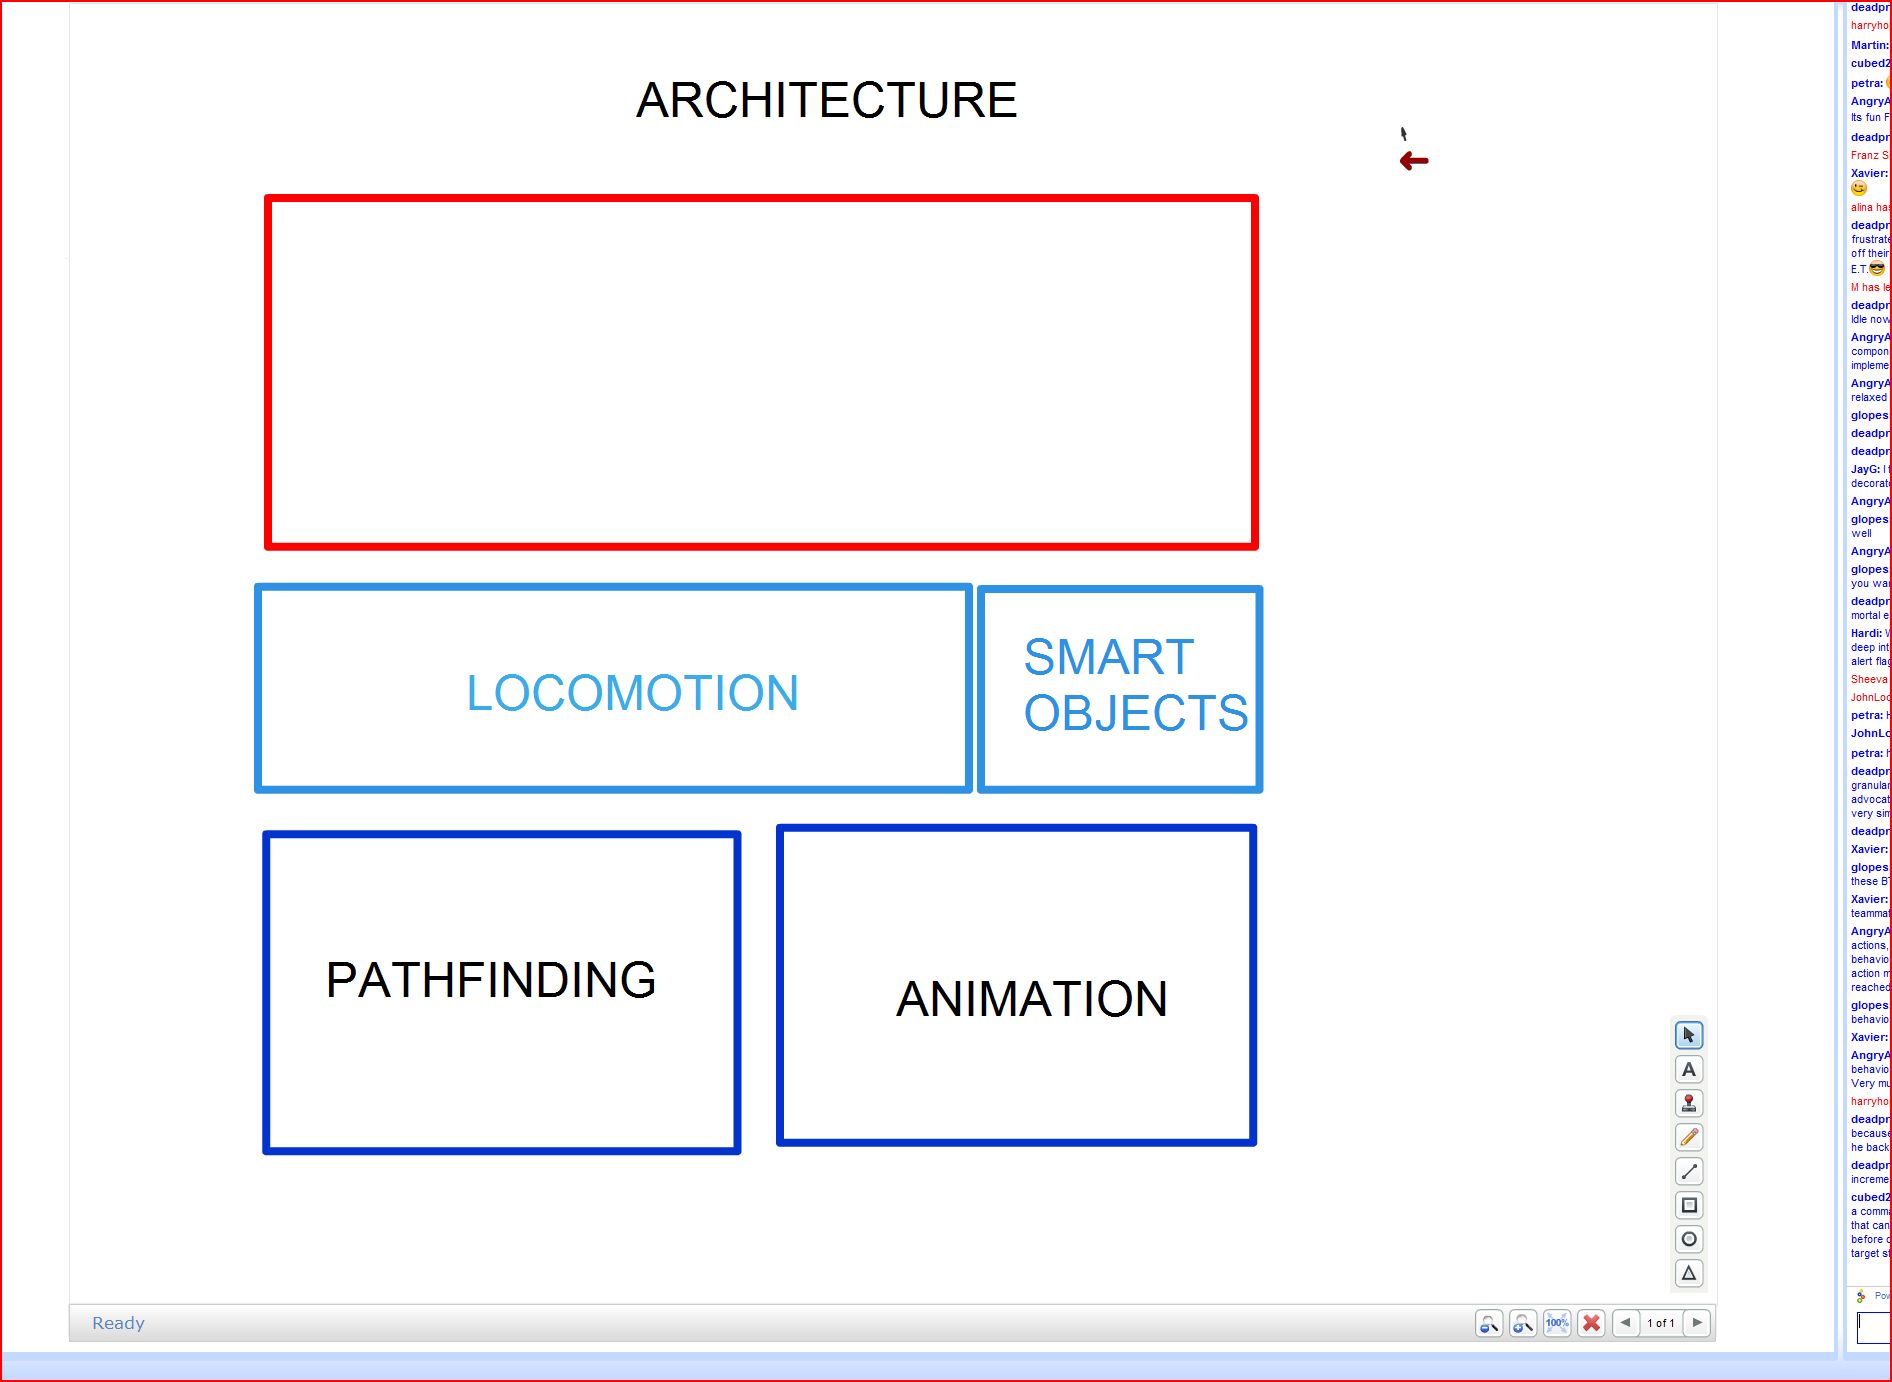 ARCHITECTURE
LOCOMOTION
SMART
OBJECTS
PATHFINDING
ANIMATION
A
Ready
100%
1 of 1
deadpr
harryho
Martin:
cubed2
petra:
AngryA
Its fun F
deadpr
Franz S
Xavier:
alina has
deadpr
frustrate
off their
E.T.
M has le
deadpr
Idle now
AngryA
compon
impleme
AngryA
relaxed
glopes
deadpr
deadpr
JayG: I f
decorat
AngryA
glopes
well
AngryA
glopes
you wa
deadpr
mortal e
Hardi: W
deep int
alert flag
Sheeva
JohnLoc
petra: H
JohnLo
petra: h
deadpr
granular
advocat
very sim
deadpr
Xavier:
glopes
these BT
Xavier:
teammat
AngryA
actions,
behavio
action m
reached
glopes
behavio
Xavier:
AngryA
behavio
Very mu
harryho
deadpr
because
he back
deadpr
increme
cubed2
a comma
that can
before c
target st
Pow